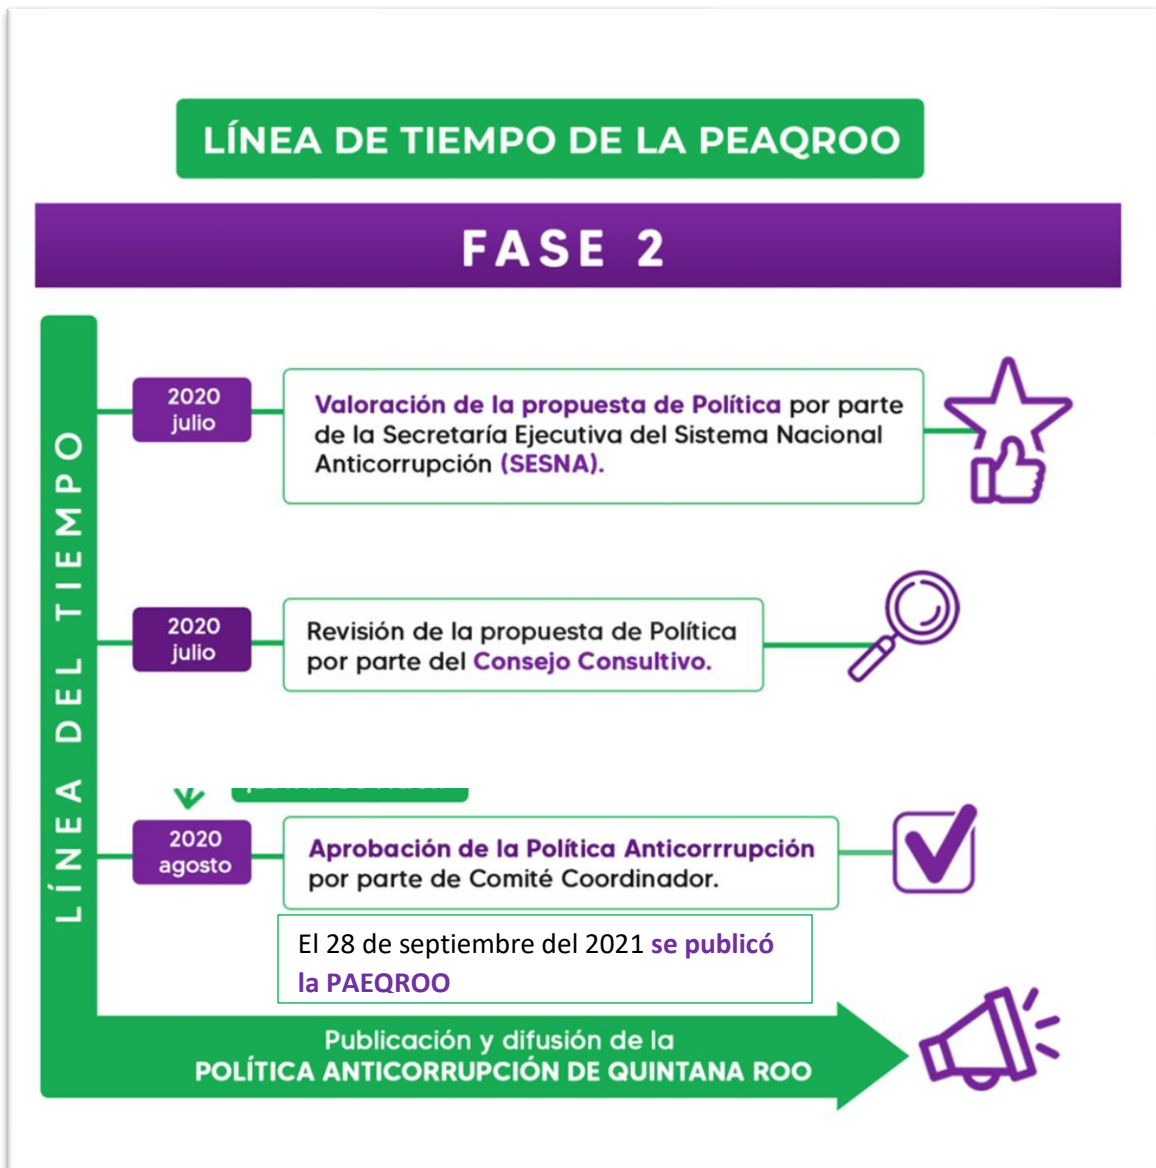 LÍNEA DE TIEMPO DE LA PEAQROO
FASE 2
LÍNEA DEL TIEMPO
2020
julio
Valoración de la propuesta de Política por parte
de la Secretaría Ejecutiva del Sistema Nacional
Anticorrupción (SESNA).
2020
julio
Revisión de la propuesta de Política
por parte del Consejo Consultivo.
2020
agosto
Aprobación de la Política Anticorrrupción
por parte de Comité Coordinador.
El 28 de septiembre del 2021 se publicó
la PAEQROO
Publicación y difusión de la
POLÍTICA ANTICORRUPCIÓN DE QUINTANA ROO